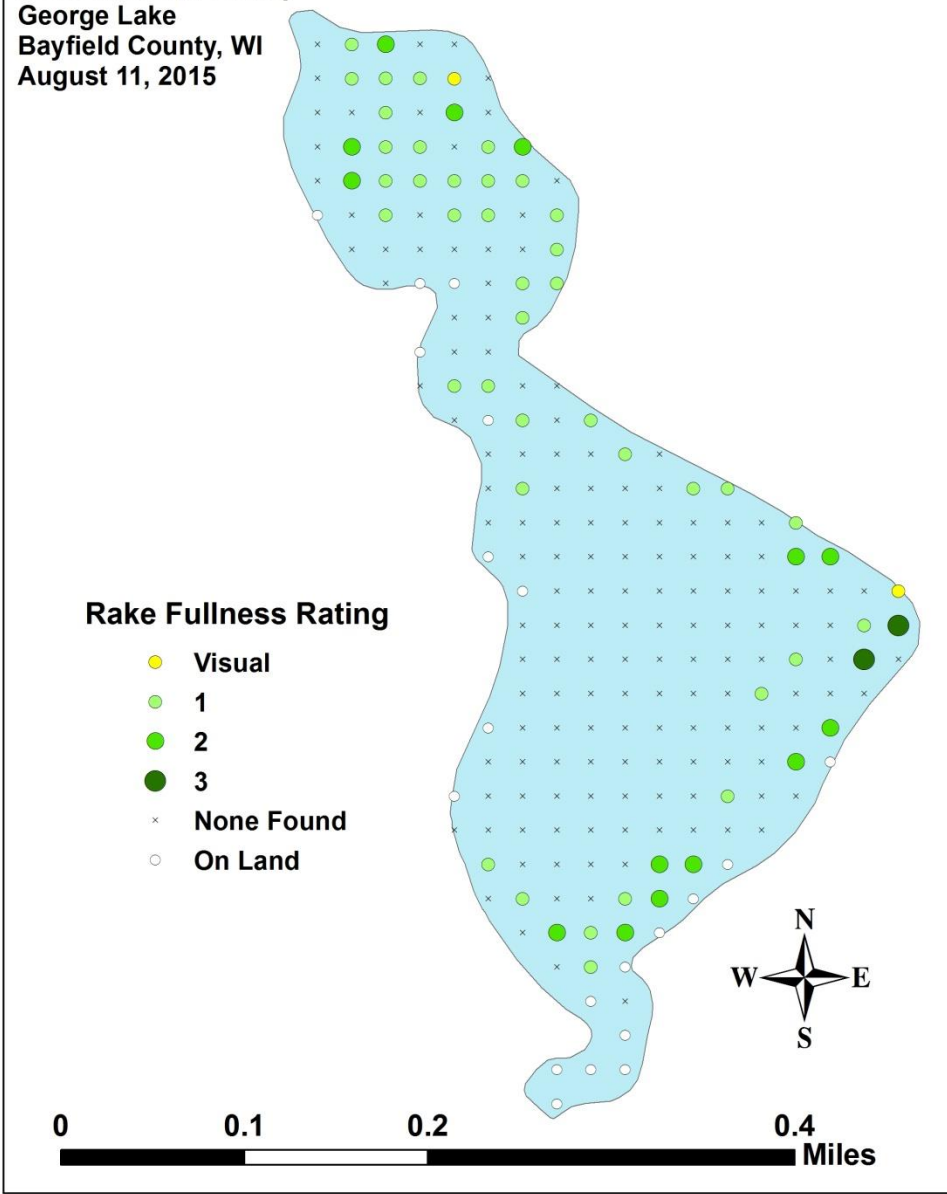 George Lake
Bayfield County, WI
August 11, 2015
Rake Fullness Rating
Visual
1
2
3
None Found
On Land
N
W E
S
0 0.1 0.2 0.4
Miles